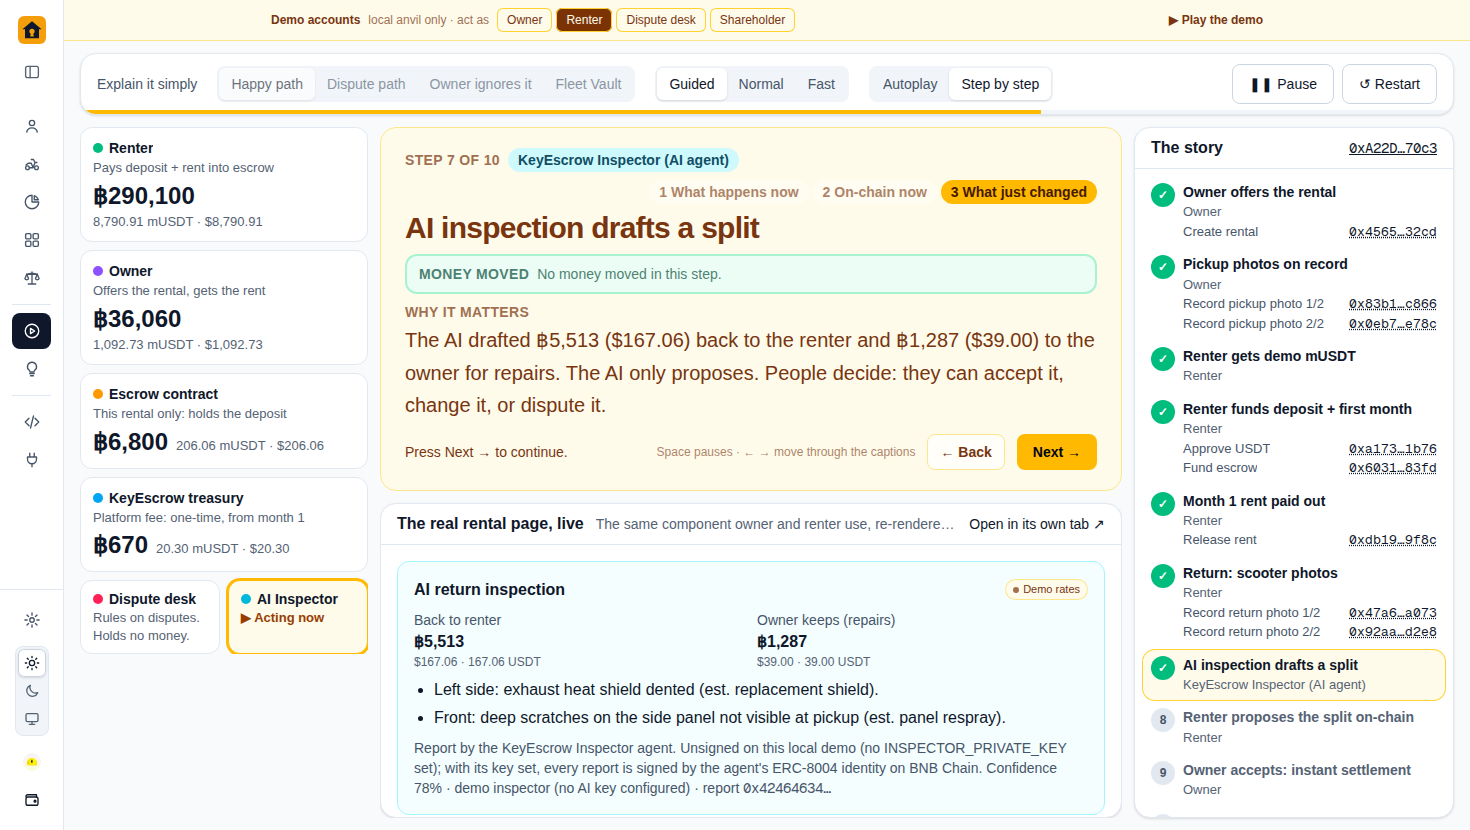 Demo accounts local anvil only · act as Owner Renter Dispute desk Shareholder ▶ Play the demo
Explain it simply Happy path Dispute path Owner ignores it Fleet Vault Guided Normal Fast Autoplay Step by step ❚❚ Pause ↺ Restart
Renter
Pays deposit + rent into escrow
฿290,100
8,790.91 mUSDT · $8,790.91
Owner
Offers the rental, gets the rent
฿36,060
1,092.73 mUSDT · $1,092.73
Escrow contract
This rental only: holds the deposit
฿6,800 206.06 mUSDT · $206.06
KeyEscrow treasury
Platform fee: one-time, from month 1
฿670 20.30 mUSDT · $20.30
Dispute desk
Rules on disputes.
Holds no money.
AI Inspector
▶ Acting now
STEP 7 OF 10 KeyEscrow Inspector (AI agent)
1 What happens now 2 On-chain now 3 What just changed
AI inspection drafts a split
MONEY MOVED No money moved in this step.
WHY IT MATTERS
The AI drafted ฿5,513 ($167.06) back to the renter and ฿1,287 ($39.00) to the
owner for repairs. The AI only proposes. People decide: they can accept it,
change it, or dispute it.
Press Next → to continue. Space pauses · ← → move through the captions ← Back Next →
The real rental page, live The same component owner and renter use, re-rendere… Open in its own tab ↗
AI return inspection Demo rates
Back to renter Owner keeps (repairs)
฿5,513 ฿1,287
$167.06 · 167.06 USDT $39.00 · 39.00 USDT
• Left side: exhaust heat shield dented (est. replacement shield).
• Front: deep scratches on the side panel not visible at pickup (est. panel respray).
Report by the KeyEscrow Inspector agent. Unsigned on this local demo (no INSPECTOR_PRIVATE_KEY
set); with its key set, every report is signed by the agent's ERC-8004 identity on BNB Chain. Confidence
78% · demo inspector (no AI key configured) · report 0x42464634…
The story 0xA22D…70c3
✓ Owner offers the rental
Owner
Create rental 0x4565…32cd
✓ Pickup photos on record
Owner
Record pickup photo 1/2 0x83b1…c866
Record pickup photo 2/2 0x0eb7…e78c
✓ Renter gets demo mUSDT
Renter
✓ Renter funds deposit + first month
Renter
Approve USDT 0xa173…1b76
Fund escrow 0x6031…83fd
✓ Month 1 rent paid out
Renter
Release rent 0xdb19…9f8c
✓ Return: scooter photos
Renter
Record return photo 1/2 0x47a6…a073
Record return photo 2/2 0x92aa…d2e8
✓ AI inspection drafts a split
KeyEscrow Inspector (AI agent)
8 Renter proposes the split on-chain
Renter
9 Owner accepts: instant settlement
Owner